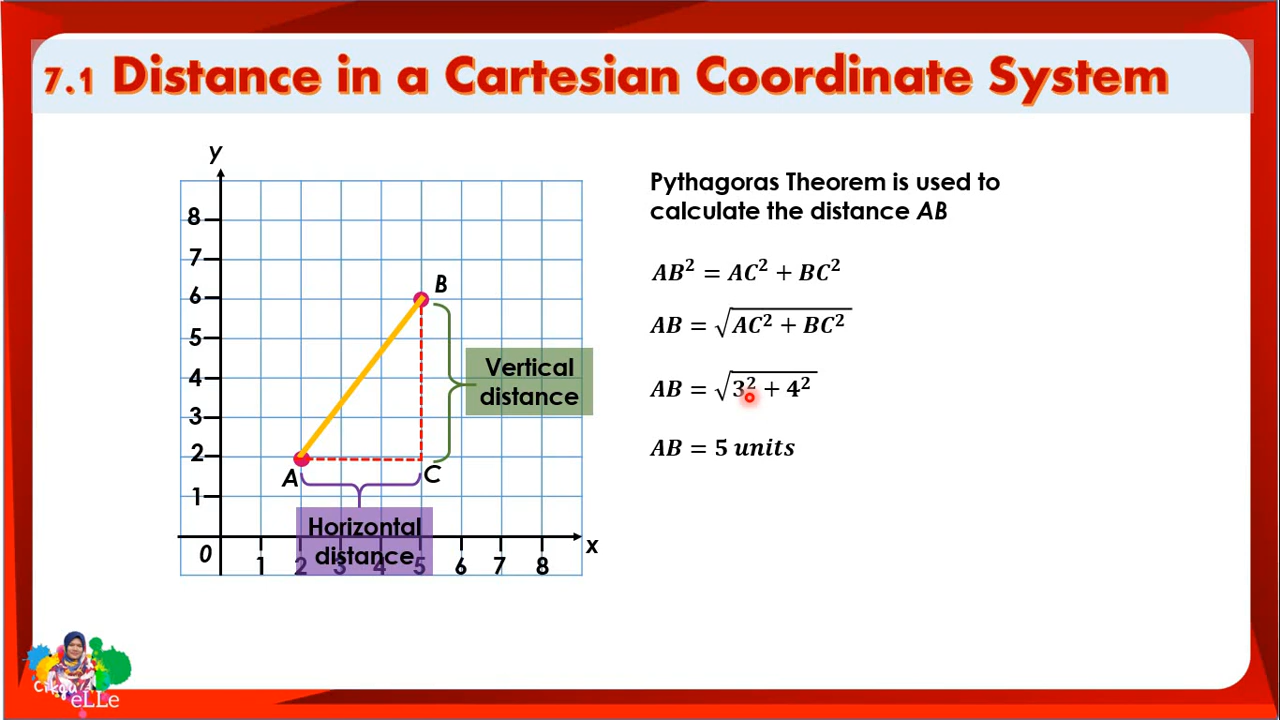 7.1 Distance in a Cartesian Coordinate System
y
8
7
6
5
4
3
2
1
0
1 2 3 4 5 6 7 8
x
A
B
C
Vertical
distance
Horizontal
distance
Pythagoras Theorem is used to
calculate the distance AB
AB² = AC² + BC²
AB = √(AC² + BC²)
AB = √(3² + 4²)
AB = 5 units
Cikgu
eLLe